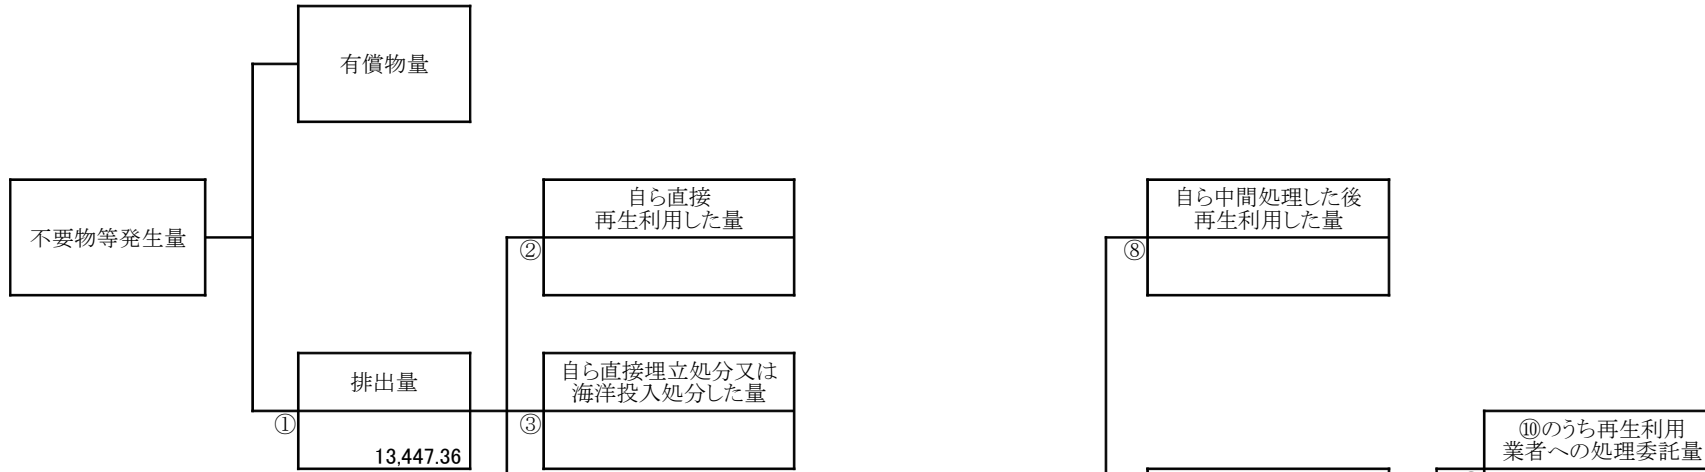 有償物量
不要物等発生量
自ら直接
再生利用した量
②
自ら中間処理した後
再生利用した量
⑧
排出量
①
13,447.36
自ら直接埋立処分又は
海洋投入処分した量
③
⑩のうち再生利用
業者への処理委託量